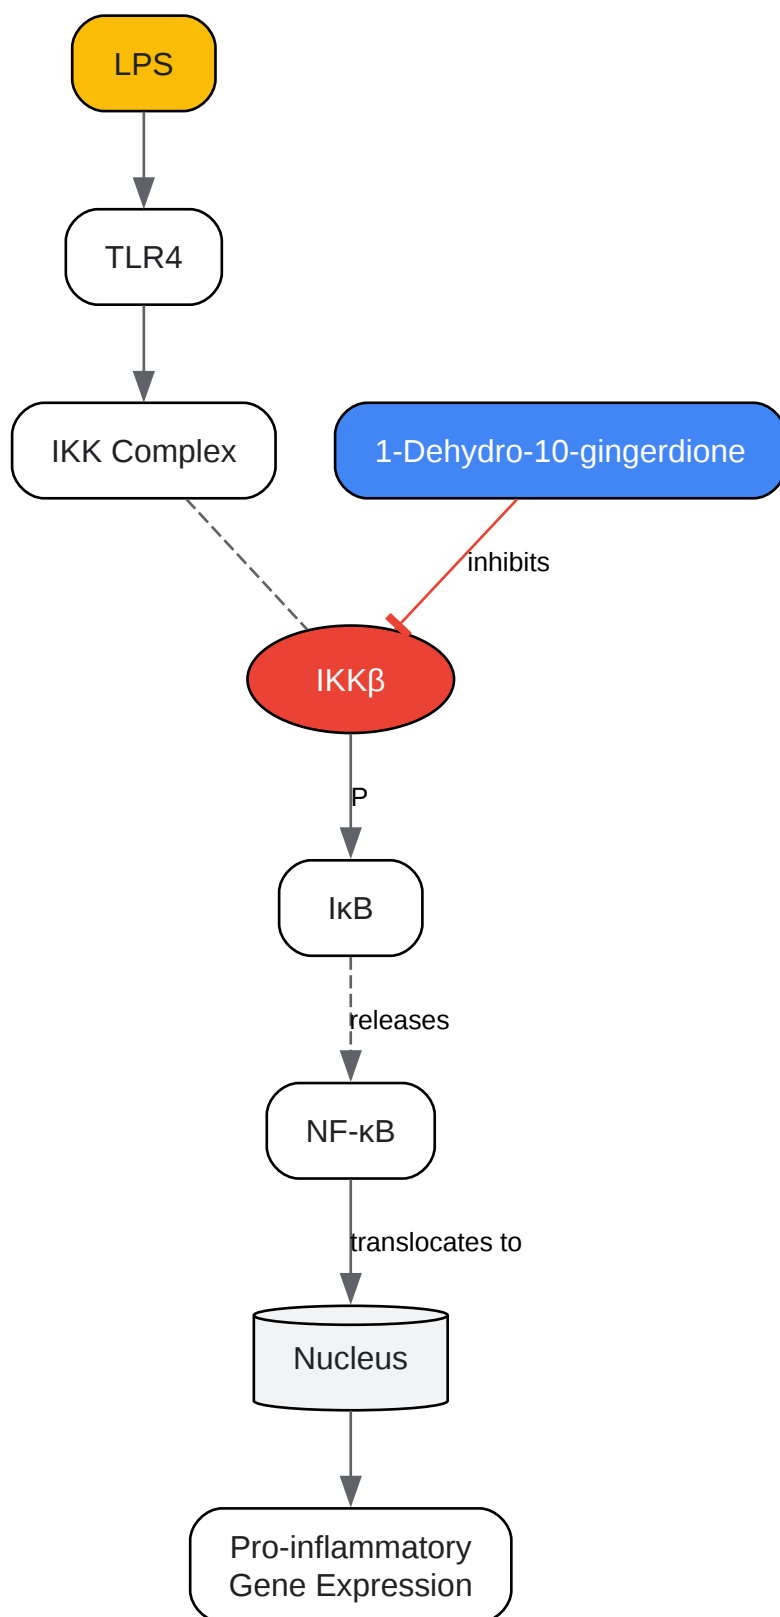 LPS
TLR4
IKK Complex
1-Dehydro-10-gingerdione
inhibits
IKKβ
P
IκB
releases
NF-κB
translocates to
Nucleus
Pro-inflammatory
Gene Expression